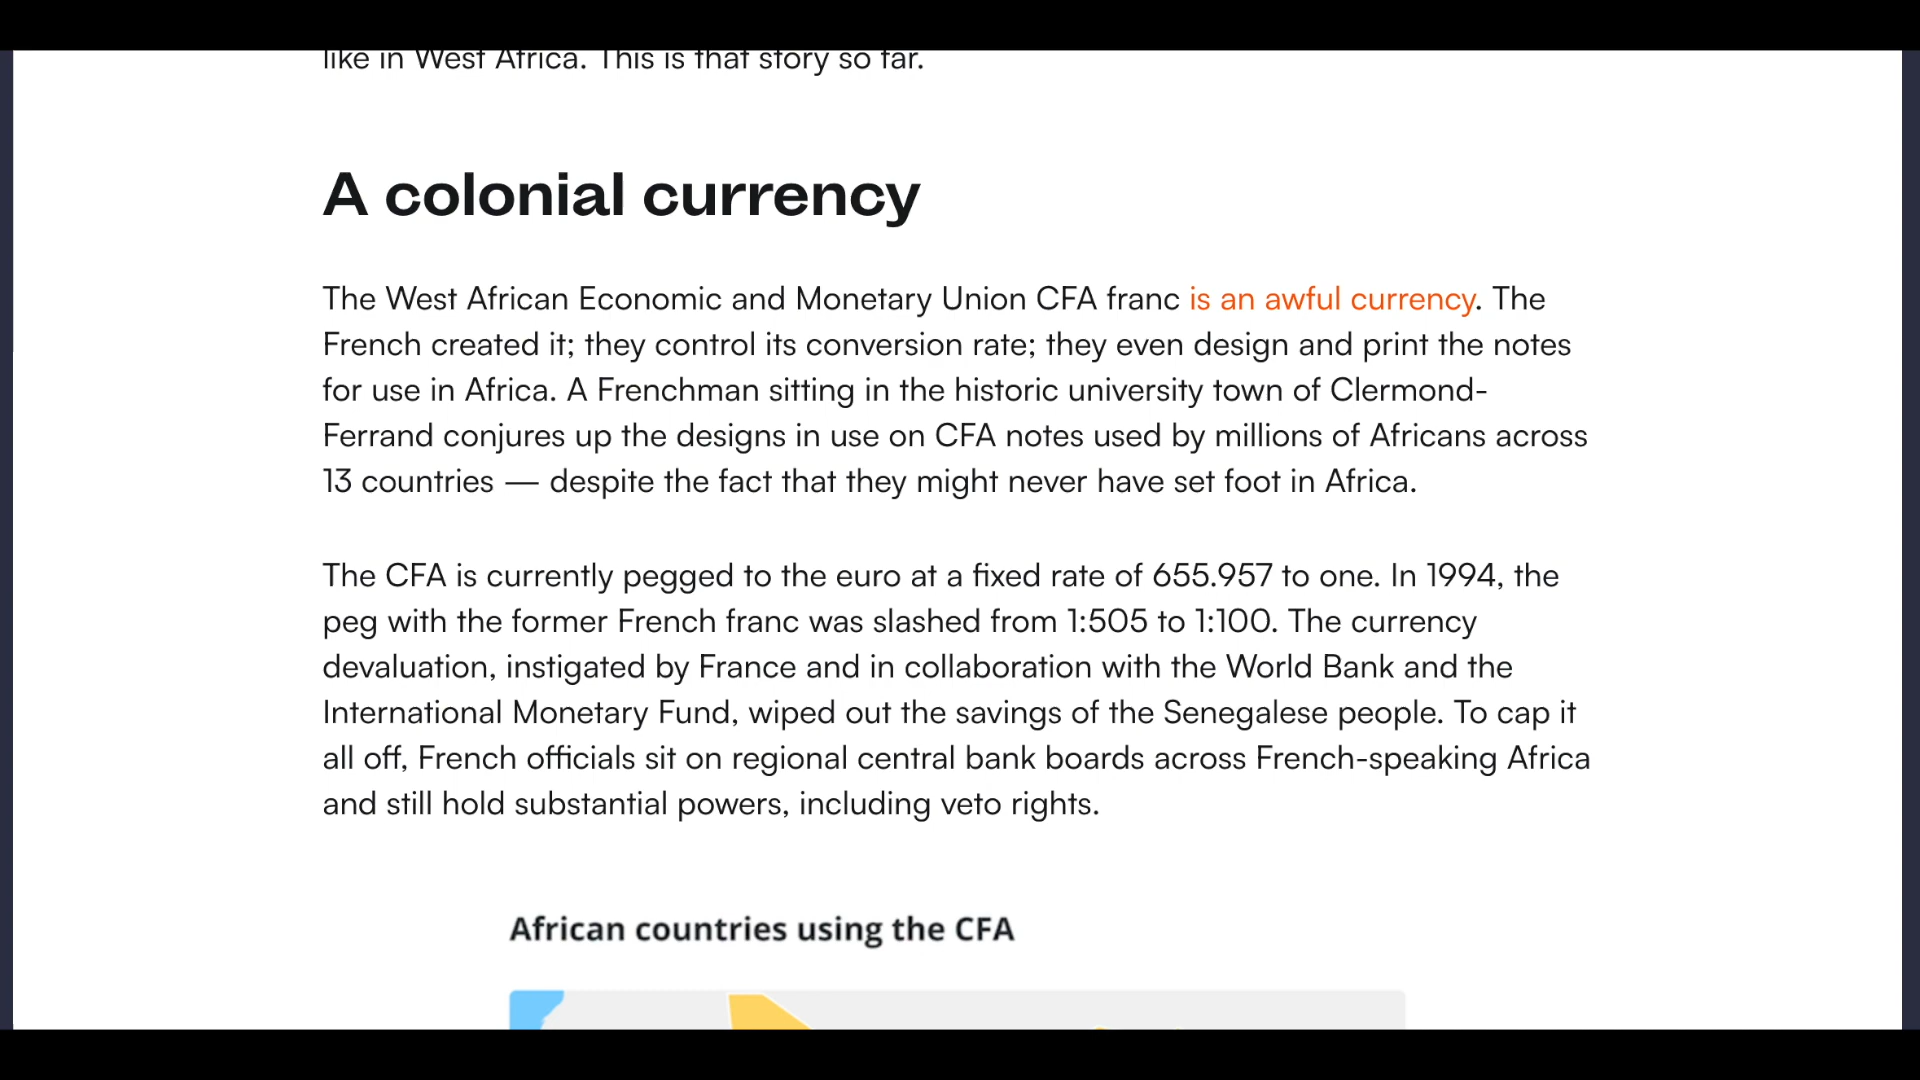 like in West Africa. This is that story so far.
A colonial currency
The West African Economic and Monetary Union CFA franc is an awful currency. The
French created it; they control its conversion rate; they even design and print the notes
for use in Africa. A Frenchman sitting in the historic university town of Clermond-
Ferrand conjures up the designs in use on CFA notes used by millions of Africans across
13 countries — despite the fact that they might never have set foot in Africa.
The CFA is currently pegged to the euro at a fixed rate of 655.957 to one. In 1994, the
peg with the former French franc was slashed from 1:505 to 1:100. The currency
devaluation, instigated by France and in collaboration with the World Bank and the
International Monetary Fund, wiped out the savings of the Senegalese people. To cap it
all off, French officials sit on regional central bank boards across French-speaking Africa
and still hold substantial powers, including veto rights.
African countries using the CFA